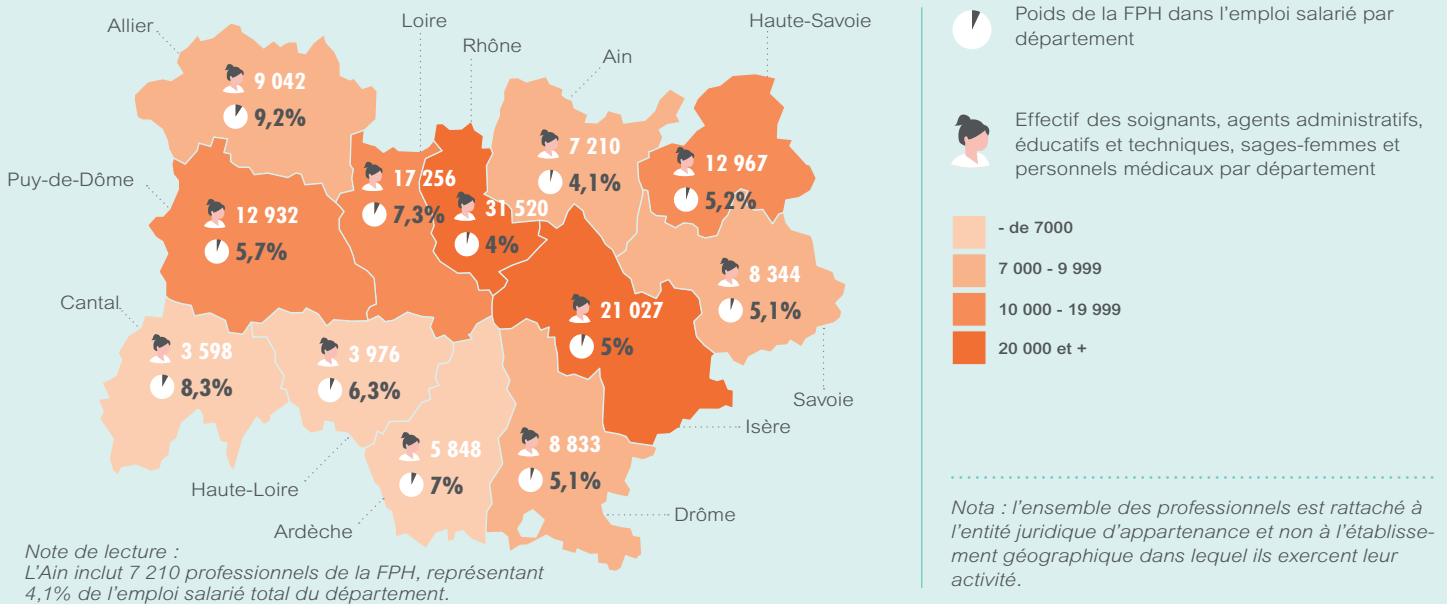 Allier
Loire
Rhône
Ain
Haute-Savoie
9 042
9,2%
7 210
4,1%
12 967
5,2%
Puy-de-Dôme
12 932
5,7%
17 256
7,3%
31 520
4%
8 344
5,1%
Cantal
3 598
8,3%
3 976
6,3%
21 027
5%
Savoie
Isère
5 848
7%
8 833
5,1%
Haute-Loire
Ardèche
Drôme
Note de lecture :
L'Ain inclut 7 210 professionnels de la FPH, représentant
4,1% de l'emploi salarié total du département.
Poids de la FPH dans l'emploi salarié par
département
Effectif des soignants, agents administratifs,
éducatifs et techniques, sages-femmes et
personnels médicaux par département
- de 7000
7 000 - 9 999
10 000 - 19 999
20 000 et +
Nota : l'ensemble des professionnels est rattaché à
l'entité juridique d'appartenance et non à l'établisse-
ment géographique dans lequel ils exercent leur
activité.